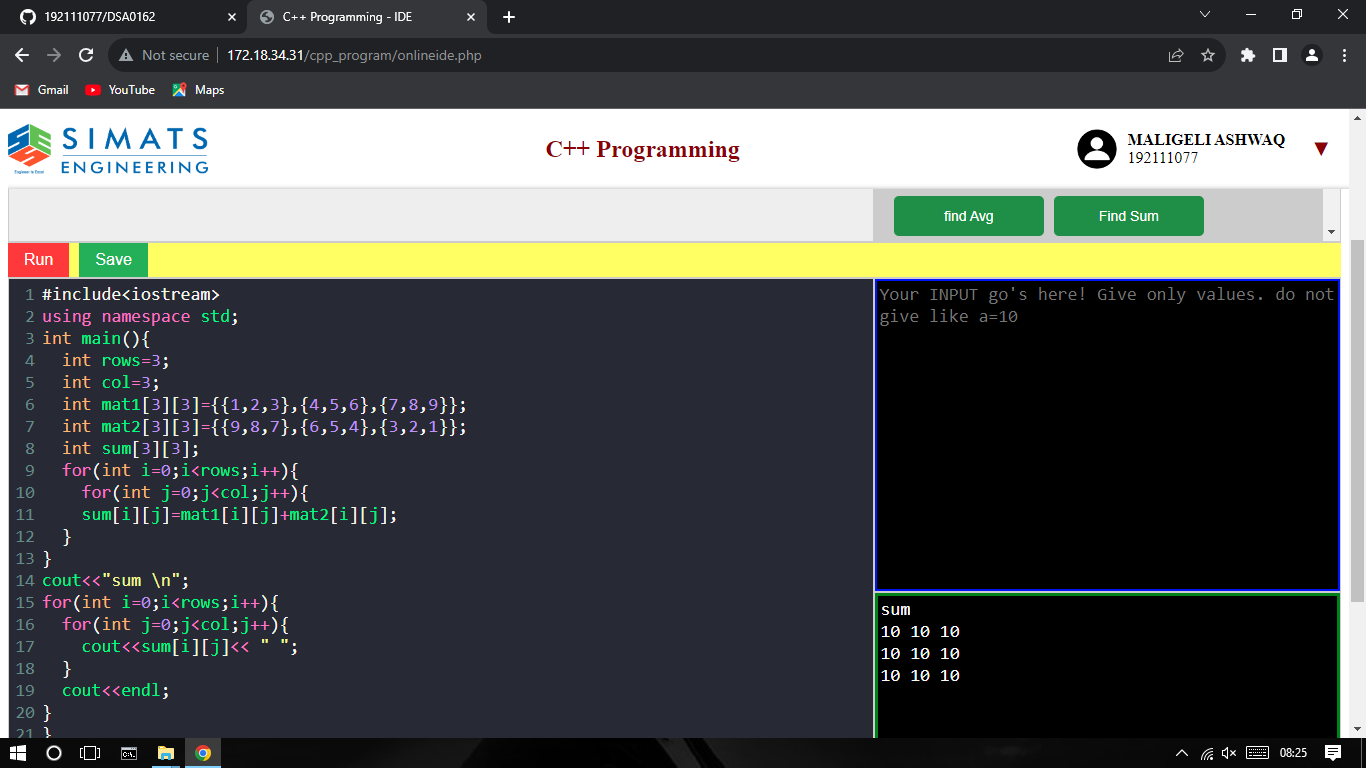 192111077/DSA0162
C++ Programming - IDE
Not secure
172.18.34.31/cpp_program/onlineide.php
Gmail
YouTube
Maps
SIMATS
ENGINEERING
Engineer to Excel
C++ Programming
MALIGELI ASHWAQ
192111077
find Avg
Find Sum
Run
Save
1 #include<iostream>
2 using namespace std;
3 int main(){
4   int rows=3;
5   int col=3;
6   int mat1[3][3]={{1,2,3},{4,5,6},{7,8,9}};
7   int mat2[3][3]={{9,8,7},{6,5,4},{3,2,1}};
8   int sum[3][3];
9   for(int i=0;i<rows;i++){
10     for(int j=0;j<col;j++){
11     sum[i][j]=mat1[i][j]+mat2[i][j];
12   }
13 }
14 cout<<"sum \n";
15 for(int i=0;i<rows;i++){
16   for(int j=0;j<col;j++){
17     cout<<sum[i][j]<< " ";
18   }
19   cout<<endl;
20 }
21 }
Your INPUT go's here! Give only values. do not
give like a=10
sum
10 10 10
10 10 10
10 10 10
08:25